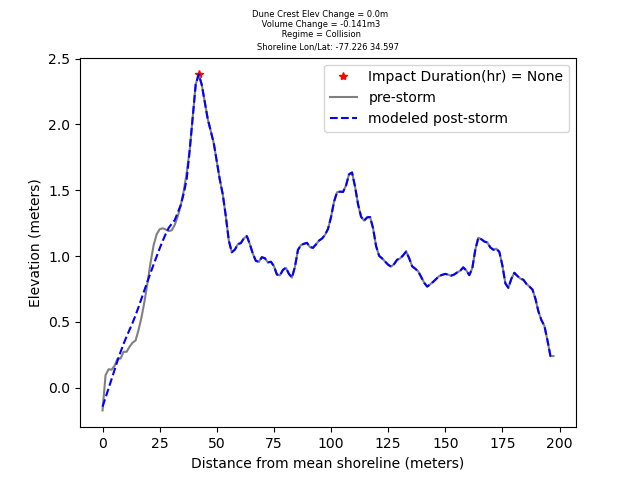 Dune Crest Elev Change = 0.0m
Volume Change = -0.141m3
Regime = Collision
Shoreline Lon/Lat: -77.226 34.597
Impact Duration(hr) = None
pre-storm
modeled post-storm
Elevation (meters)
2.5
2.0
1.5
1.0
0.5
0.0
0 25 50 75 100 125 150 175 200
Distance from mean shoreline (meters)